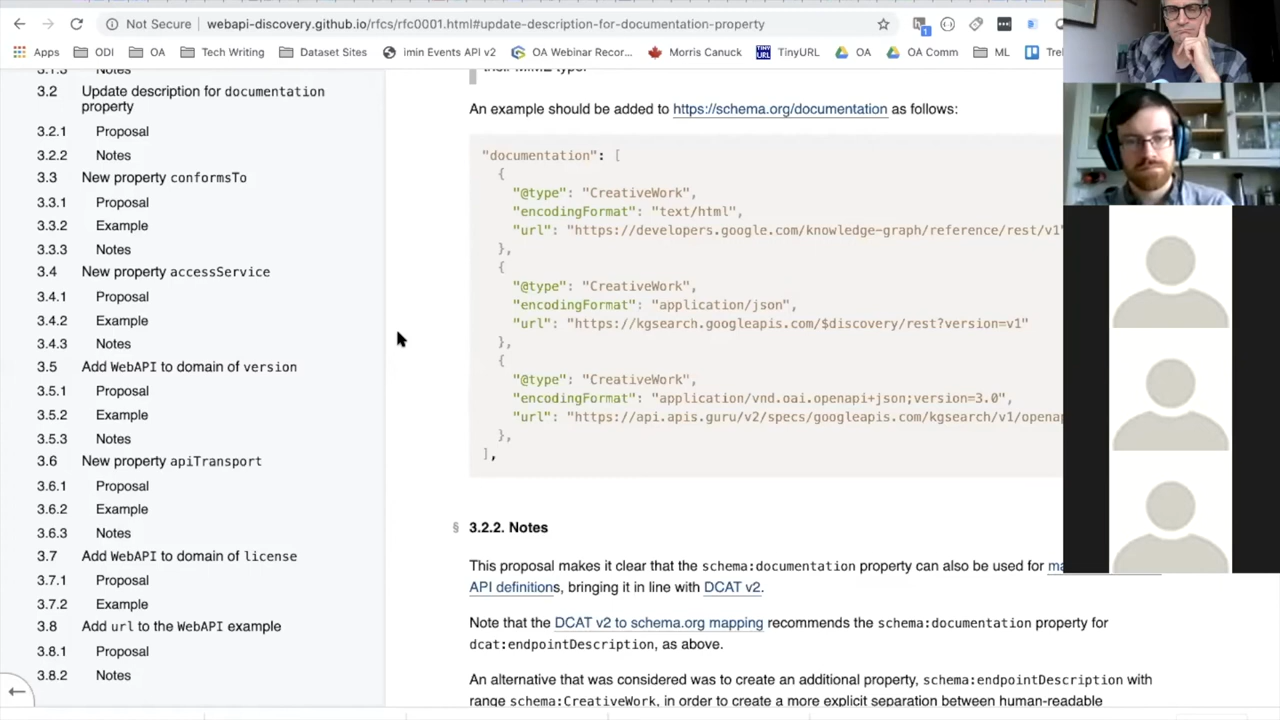 Not Secure webapi-discovery.github.io/rfcs/rfc0001.html#update-description-for-documentation-property
Apps ODI OA Tech Writing Dataset Sites imin Events API v2 OA Webinar Recor... Morris Canuck TinyURL OA OA Comm ML Trel
3.1.3 Notes
3.2 Update description for documentation
property
3.2.1 Proposal
3.2.2 Notes
3.3 New property conformsTo
3.3.1 Proposal
3.3.2 Example
3.3.3 Notes
3.4 New property accessService
3.4.1 Proposal
3.4.2 Example
3.4.3 Notes
3.5 Add WebAPI to domain of version
3.5.1 Proposal
3.5.2 Example
3.5.3 Notes
3.6 New property apiTransport
3.6.1 Proposal
3.6.2 Example
3.6.3 Notes
3.7 Add WebAPI to domain of license
3.7.1 Proposal
3.7.2 Example
3.8 Add url to the WebAPI example
3.8.1 Proposal
3.8.2 Notes
their MIME type.
An example should be added to https://schema.org/documentation as follows:
"documentation": [
{
"@type": "CreativeWork",
"encodingFormat": "text/html",
"url": "https://developers.google.com/knowledge-graph/reference/rest/v1"
},
{
"@type": "CreativeWork",
"encodingFormat": "application/json",
"url": "https://kgsearch.googleapis.com/$discovery/rest?version=v1"
},
{
"@type": "CreativeWork",
"encodingFormat": "application/vnd.oai.openapi+json;version=3.0",
"url": "https://api.apis.guru/v2/specs/googleapis.com/kgsearch/v1/openap
},
],
§ 3.2.2. Notes
This proposal makes it clear that the schema:documentation property can also be used for ma
API definitions, bringing it in line with DCAT v2.
Note that the DCAT v2 to schema.org mapping recommends the schema:documentation property for
dcat:endpointDescription, as above.
An alternative that was considered was to create an additional property, schema:endpointDescription with
range schema:CreativeWork, in order to create a more explicit separation between human-readable